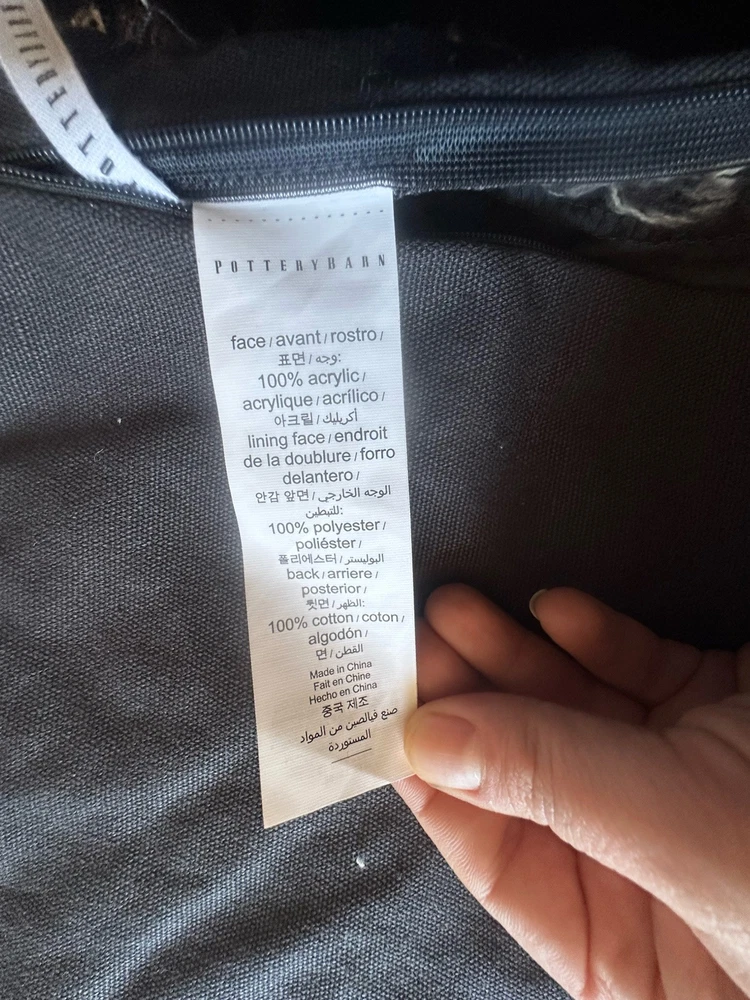 POTTERYBARN
POTTERYBARN
face / avant / rostro /
표면 / وجه:
100% acrylic /
acrylique / acrílico /
아크릴 / أكريليك
lining face / endroit
de la doublure / forro
delantero /
안감 앞면 / الوجه الخارجي
للتبطين:
100% polyester /
poliéster /
폴리에스터 / البوليستر
back / arriere /
posterior /
뒷면 / الظهر:
100% cotton / coton /
algodón /
면 / القطن
Made in China
Fait en Chine
Hecho en China
중국 제조
صنع فيالصين من المواد
المستوردة